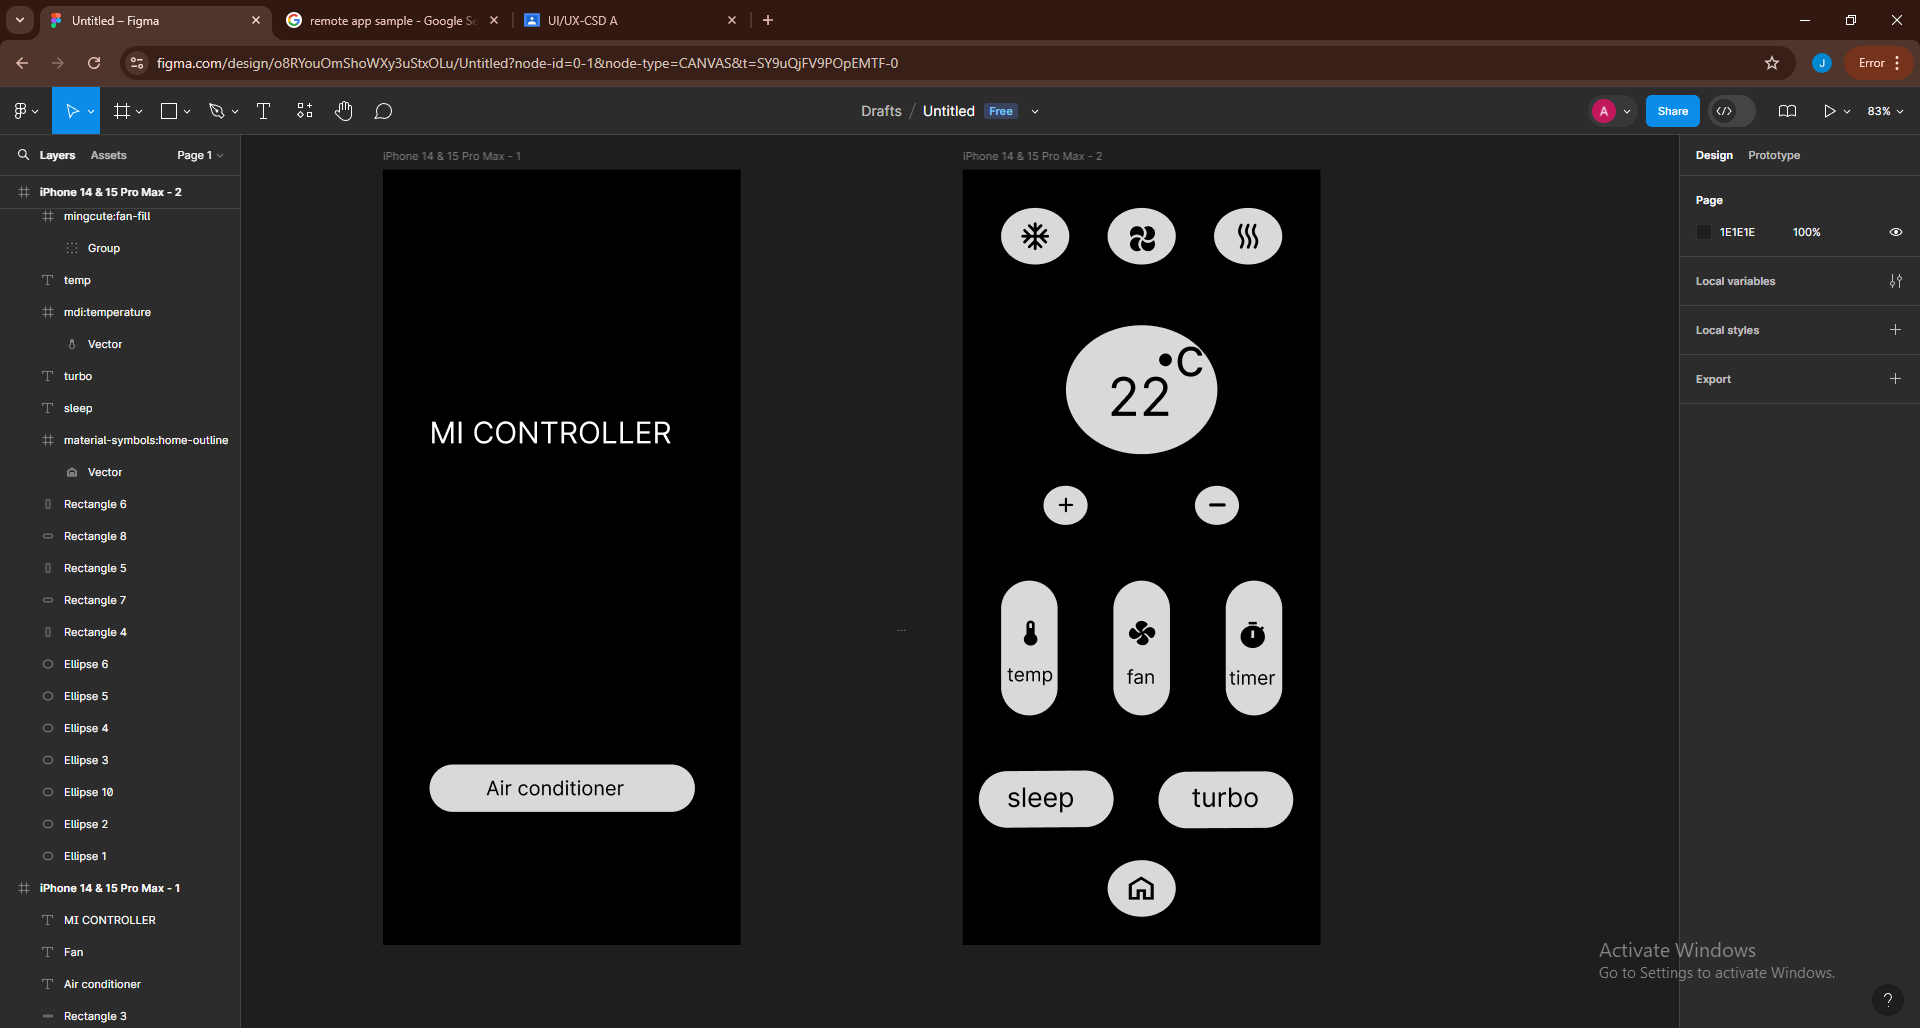 Untitled – Figma
remote app sample - Google Se
UI/UX-CSD A
figma.com/design/o8RYouOmShoWXy3uStxOLu/Untitled?node-id=0-1&node-type=CANVAS&t=SY9uQjFV9POpEMTF-0
J
Error
Drafts / Untitled Free
A
Share
83%
Layers Assets Page 1
iPhone 14 & 15 Pro Max - 2
mingcute:fan-fill
Group
temp
mdi:temperature
Vector
turbo
sleep
material-symbols:home-outline
Vector
Rectangle 6
Rectangle 8
Rectangle 5
Rectangle 7
Rectangle 4
Ellipse 6
Ellipse 5
Ellipse 4
Ellipse 3
Ellipse 10
Ellipse 2
Ellipse 1
iPhone 14 & 15 Pro Max - 1
MI CONTROLLER
Fan
Air conditioner
Rectangle 3
iPhone 14 & 15 Pro Max - 1
MI CONTROLLER
Air conditioner
...
iPhone 14 & 15 Pro Max - 2
22 •C
+ −
temp fan timer
sleep turbo
Design Prototype
Page
1E1E1E 100%
Local variables
Local styles
Export
Activate Windows
Go to Settings to activate Windows.
?